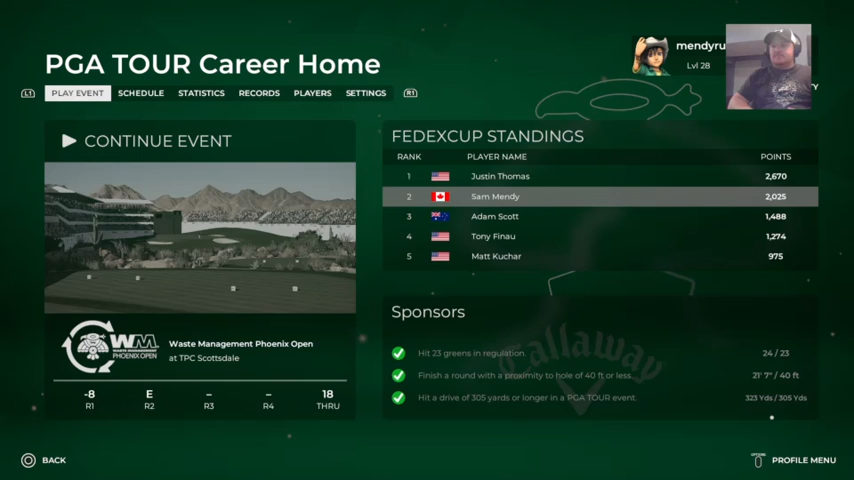 PGA TOUR Career Home
mendyru
Lvl 28
L1 PLAY EVENT SCHEDULE STATISTICS RECORDS PLAYERS SETTINGS R1
CONTINUE EVENT
WM
WASTE MANAGEMENT
PHOENIX OPEN
Waste Management Phoenix Open
at TPC Scottsdale
-8 E – – 18
R1 R2 R3 R4 THRU
FEDEXCUP STANDINGS
RANK PLAYER NAME POINTS
1 Justin Thomas 2,670
2 Sam Mendy 2,025
3 Adam Scott 1,488
4 Tony Finau 1,274
5 Matt Kuchar 975
Sponsors
Callaway
Hit 23 greens in regulation. 24 / 23
Finish a round with a proximity to hole of 40 ft or less. 21' 7" / 40 ft
Hit a drive of 305 yards or longer in a PGA TOUR event. 323 Yds / 305 Yds
BACK
OPTIONS PROFILE MENU